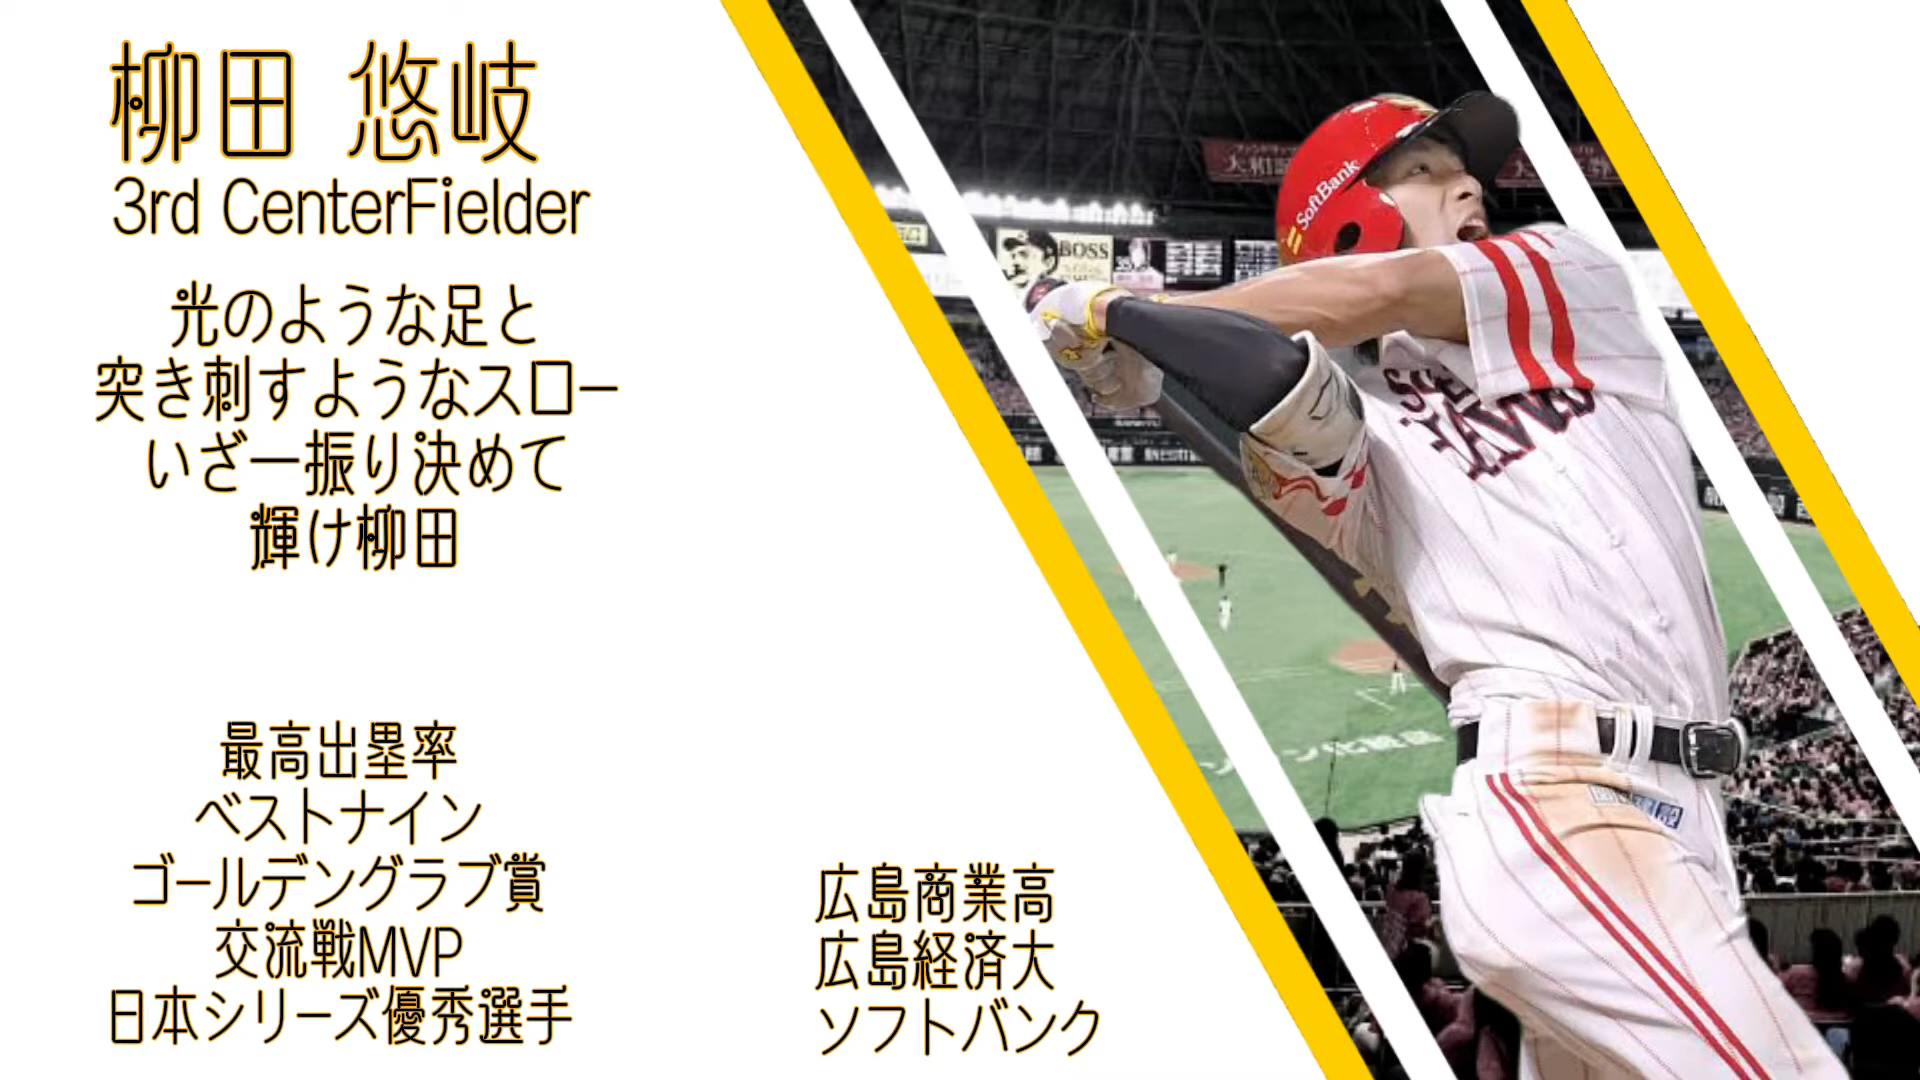 柳田 悠岐
3rd CenterFielder
光のような足と
突き刺すようなスロー
いざ一振り決めて
輝け柳田
最高出塁率
ベストナイン
ゴールデングラブ賞
交流戦MVP
日本シリーズ優秀選手
広島商業高
広島経済大
ソフトバンク
SoftBank
BOSS